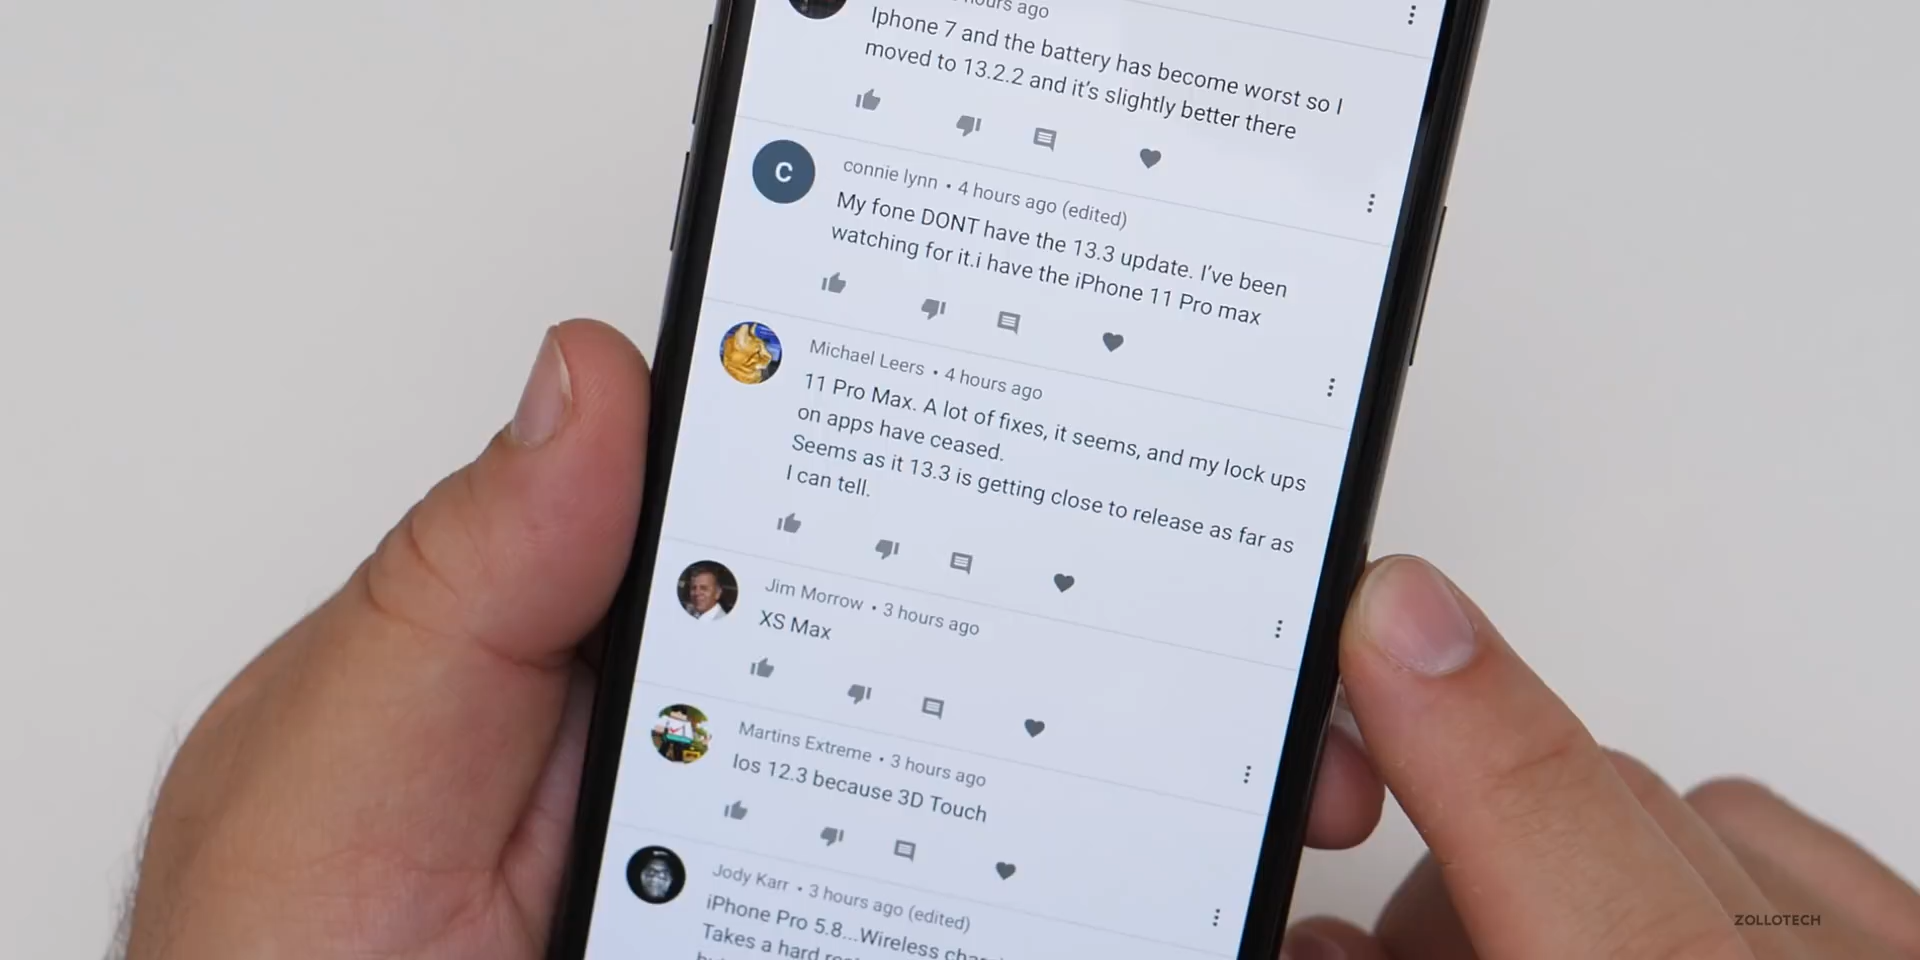 hours ago
Iphone 7 and the battery has become worst so I
moved to 13.2.2 and it's slightly better there
C
connie lynn • 4 hours ago (edited)
My fone DONT have the 13.3 update. I've been
watching for it.i have the iPhone 11 Pro max
Michael Leers • 4 hours ago
11 Pro Max. A lot of fixes, it seems, and my lock ups
on apps have ceased.
Seems as it 13.3 is getting close to release as far as
I can tell.
Jim Morrow • 3 hours ago
XS Max
Martins Extreme • 3 hours ago
Ios 12.3 because 3D Touch
Jody Karr • 3 hours ago (edited)
iPhone Pro 5.8...Wireless
Takes a hard
ZOLLOTECH